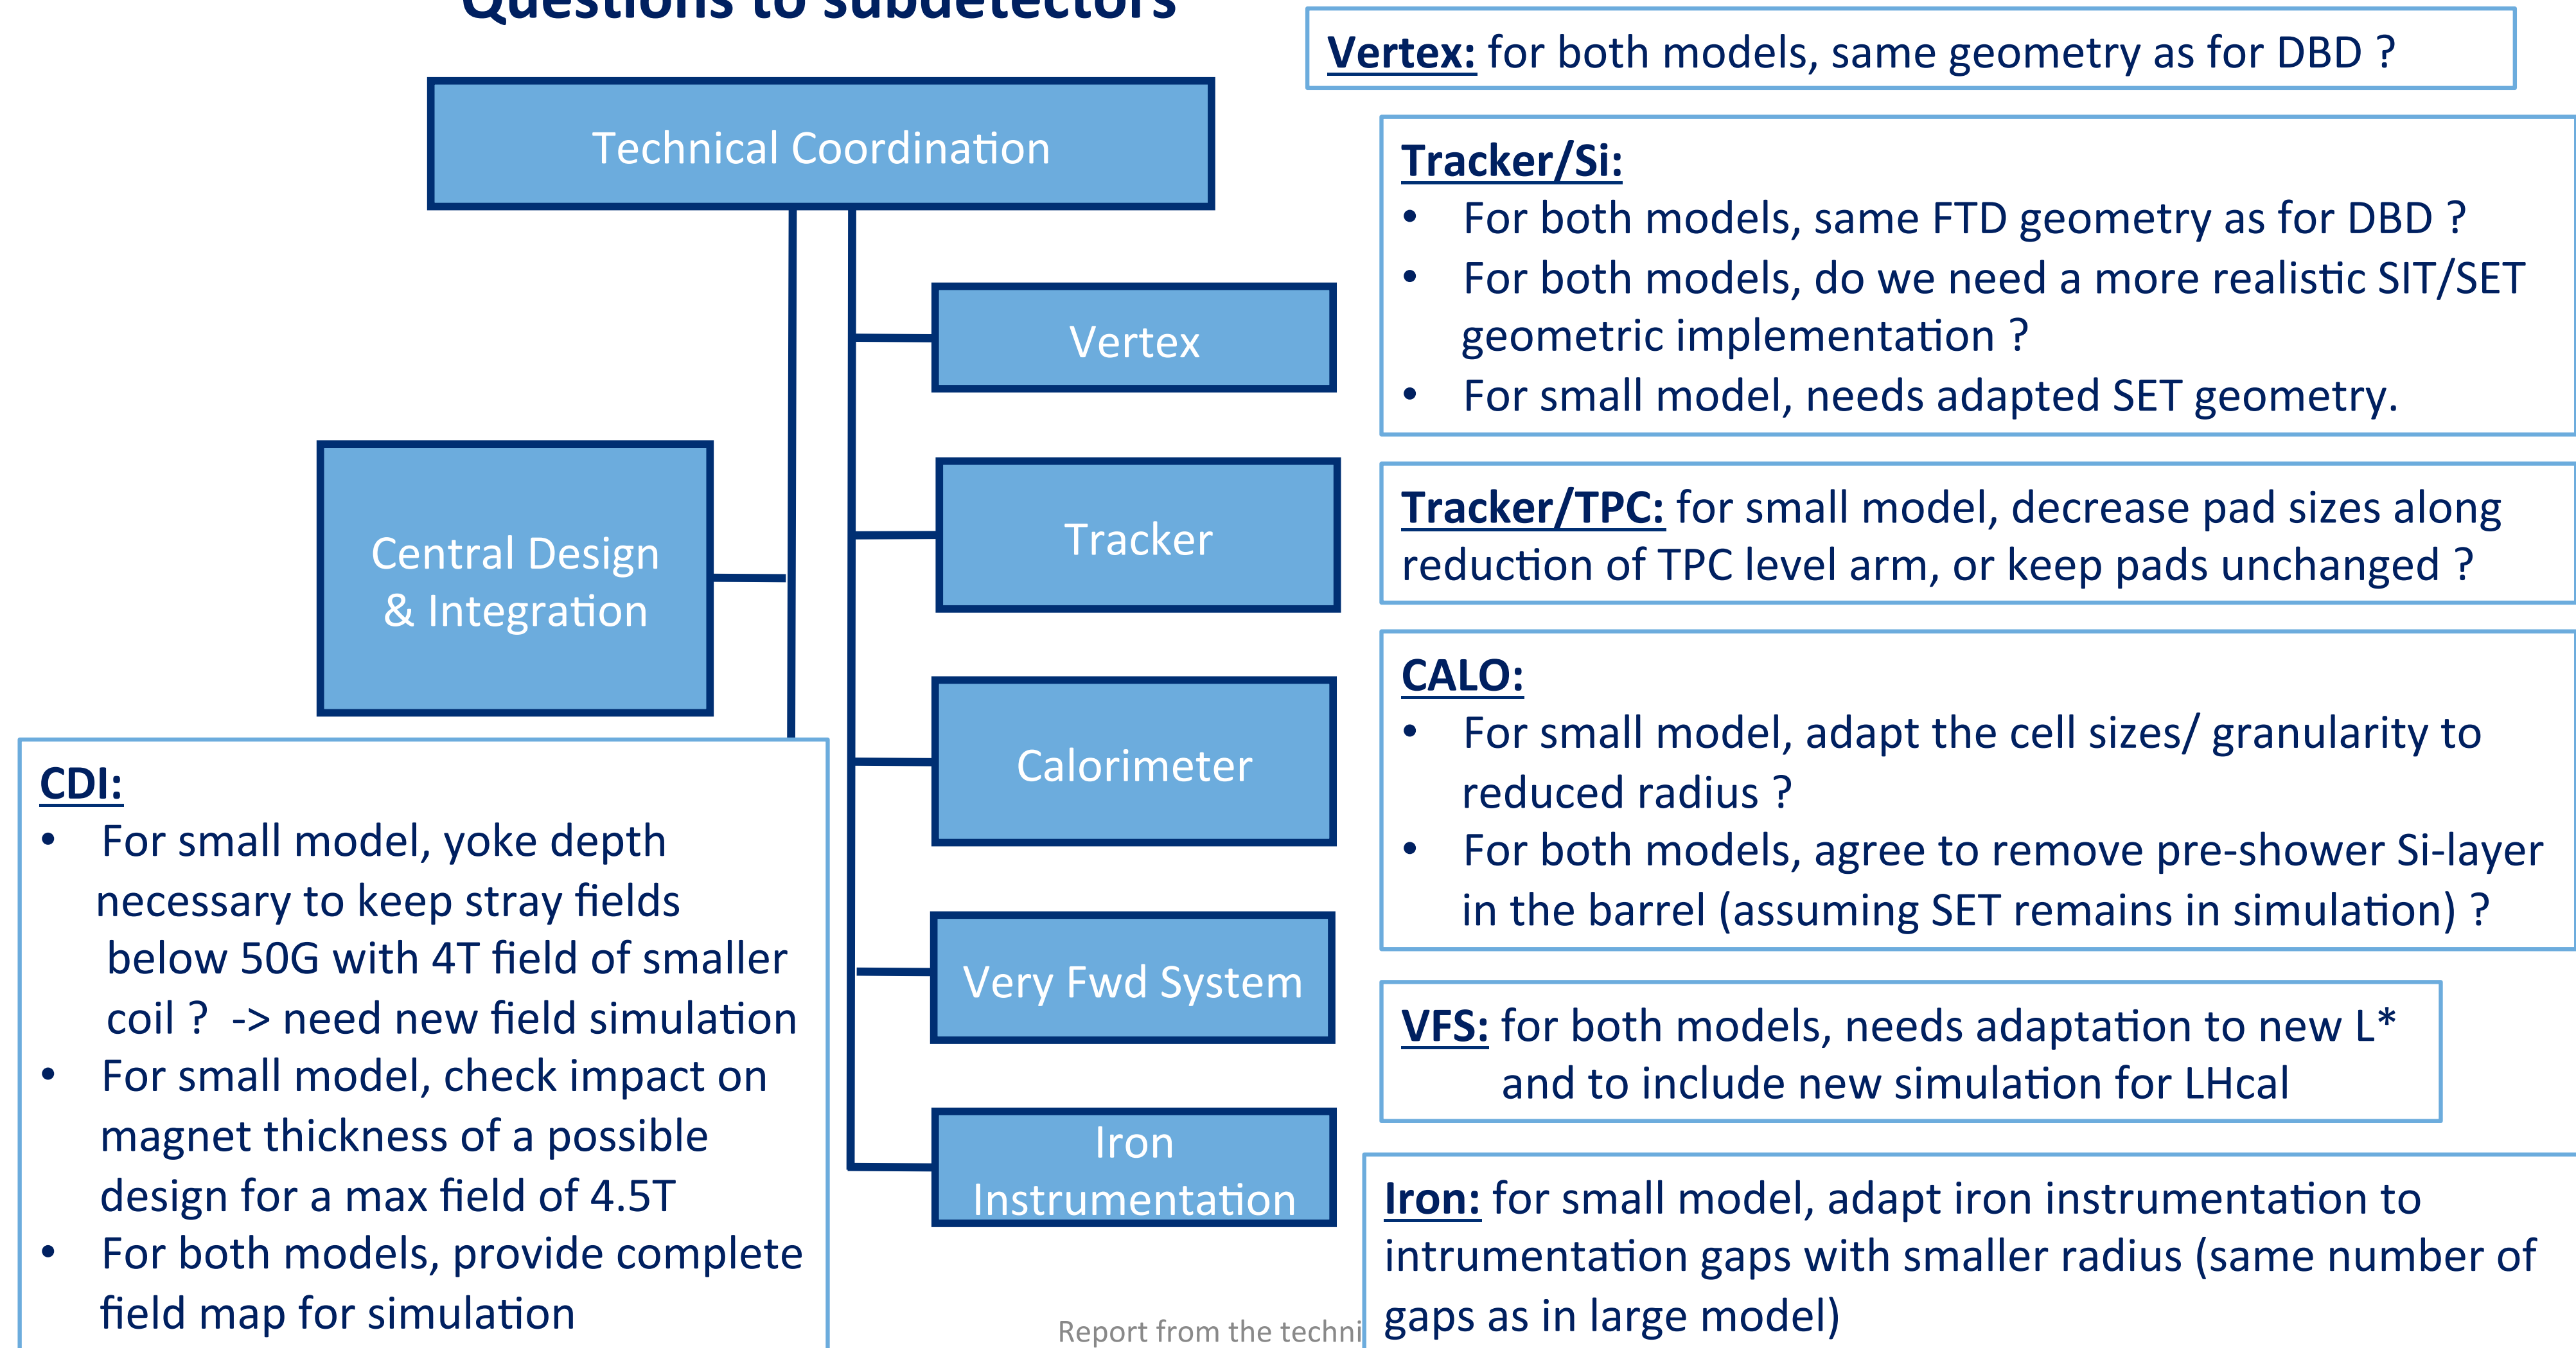 Questions to subdetectors
Technical Coordination
Central Design
& Integration
Vertex
Tracker
Calorimeter
Very Fwd System
Iron
Instrumentation
CDI:
• For small model, yoke depth
necessary to keep stray fields
below 50G with 4T field of smaller
coil ? -> need new field simulation
• For small model, check impact on
magnet thickness of a possible
design for a max field of 4.5T
• For both models, provide complete
field map for simulation
Vertex: for both models, same geometry as for DBD ?
Tracker/Si:
• For both models, same FTD geometry as for DBD ?
• For both models, do we need a more realistic SIT/SET
geometric implementation ?
• For small model, needs adapted SET geometry.
Tracker/TPC: for small model, decrease pad sizes along
reduction of TPC level arm, or keep pads unchanged ?
CALO:
• For small model, adapt the cell sizes/ granularity to
reduced radius ?
• For both models, agree to remove pre-shower Si-layer
in the barrel (assuming SET remains in simulation) ?
VFS: for both models, needs adaptation to new L*
and to include new simulation for LHcal
Iron: for small model, adapt iron instrumentation to
intrumentation gaps with smaller radius (same number of
gaps as in large model)
Report from the techni